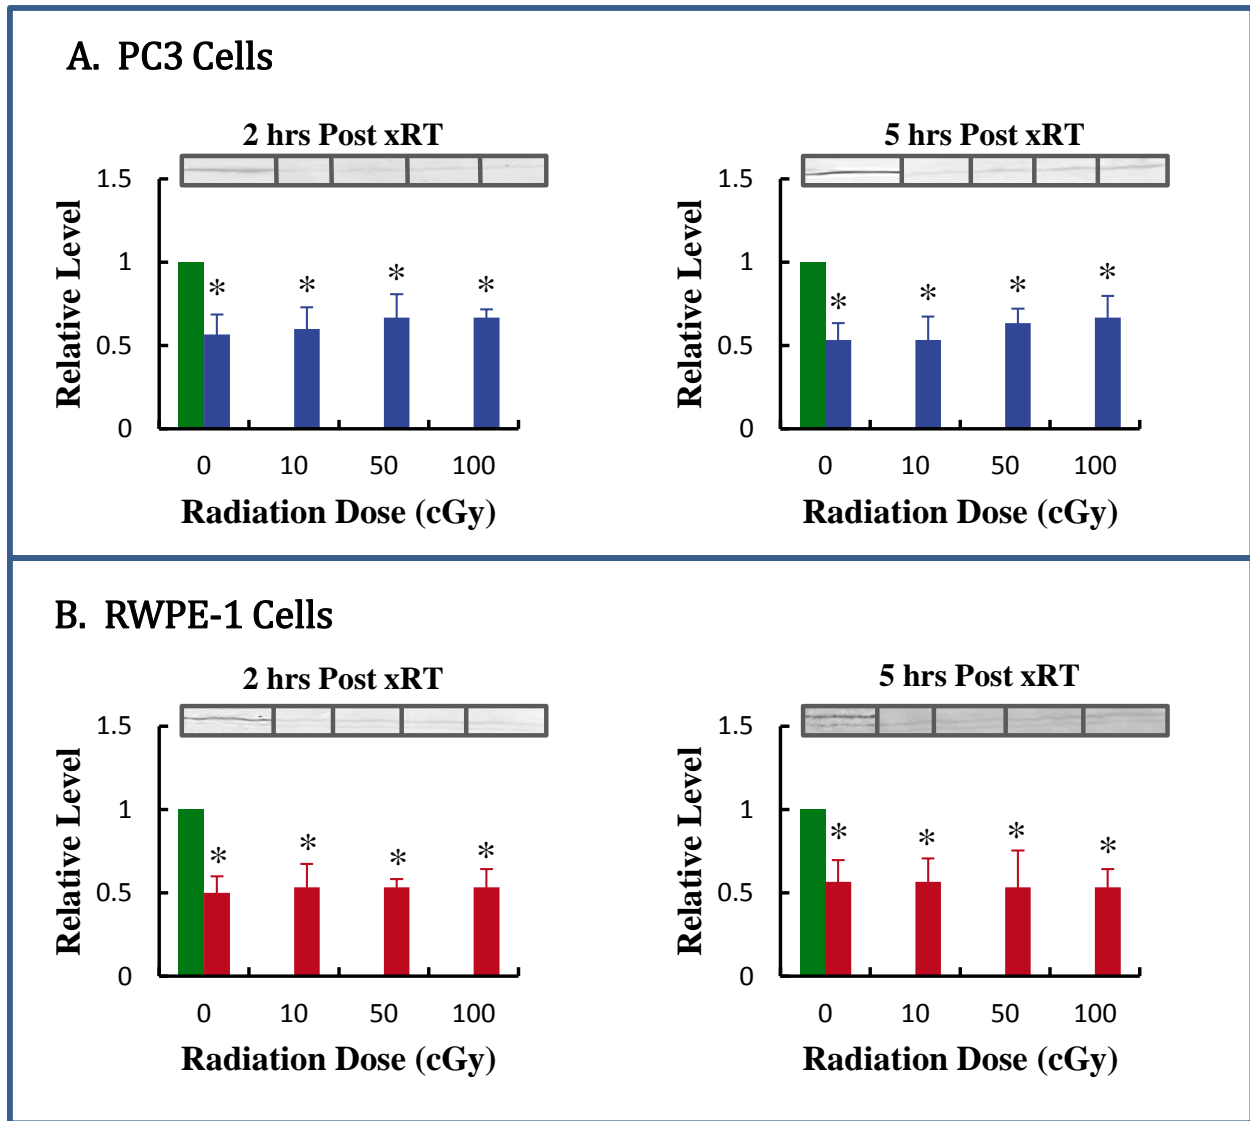 A. PC3 Cells
2 hrs Post xRT
1.5
1
0.5
0
Relative Level
* * * *
0 10 50 100
Radiation Dose (cGy)
5 hrs Post xRT
1.5
1
0.5
0
Relative Level
* * * *
0 10 50 100
Radiation Dose (cGy)
B. RWPE-1 Cells
2 hrs Post xRT
1.5
1
0.5
0
Relative Level
* * * *
0 10 50 100
Radiation Dose (cGy)
5 hrs Post xRT
1.5
1
0.5
0
Relative Level
* * * *
0 10 50 100
Radiation Dose (cGy)